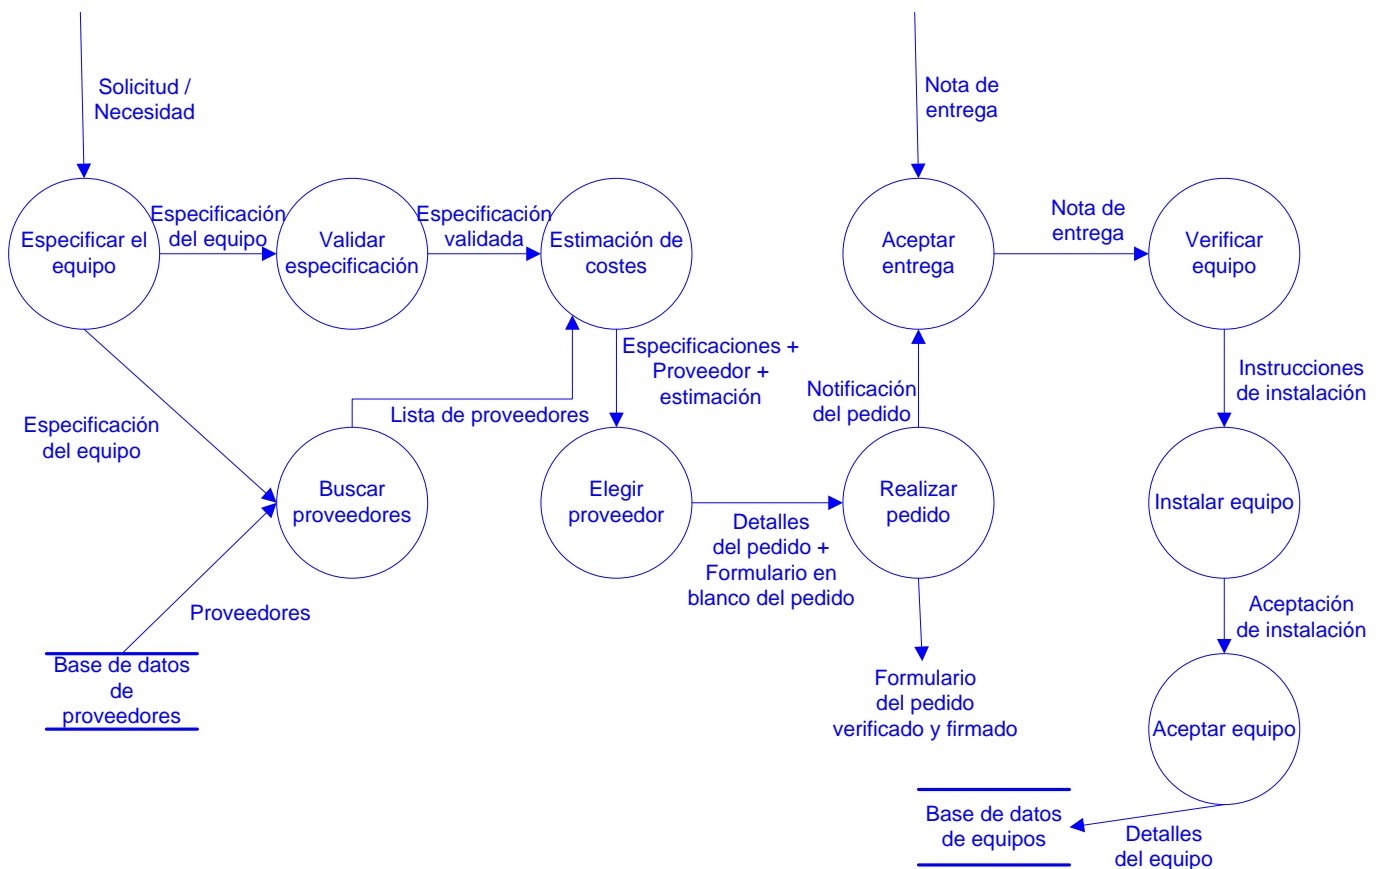 Solicitud /
Necesidad
Nota de
entrega
Especificar el
equipo
Especificación
del equipo
Validar
especificación
Especificación
validada
Estimación de
costes
Aceptar
entrega
Nota de
entrega
Verificar
equipo
Especificaciones +
Proveedor +
estimación
Notificación
del pedido
Instrucciones
de instalación
Lista de proveedores
Especificación
del equipo
Buscar
proveedores
Elegir
proveedor
Detalles
del pedido +
Formulario en
blanco del pedido
Realizar
pedido
Instalar equipo
Proveedores
Aceptación
de instalación
Base de datos
de
proveedores
Formulario
del pedido
verificado y firmado
Aceptar equipo
Base de datos
de equipos
Detalles
del equipo